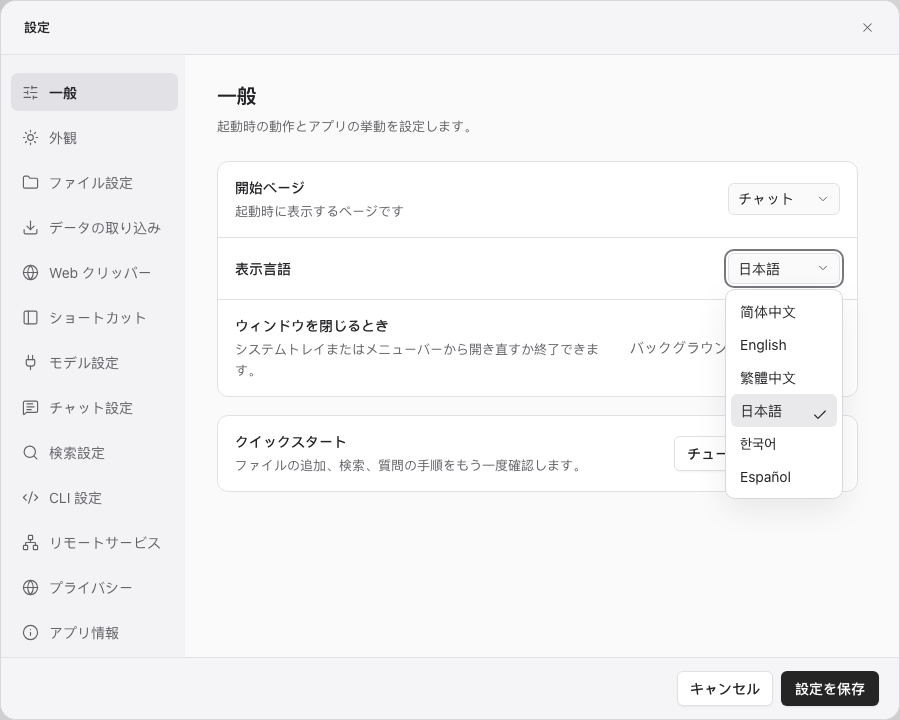 設定
一般
外観
ファイル設定
データの取り込み
Web クリッパー
ショートカット
モデル設定
チャット設定
検索設定
CLI 設定
リモートサービス
プライバシー
アプリ情報
一般
起動時の動作とアプリの挙動を設定します。
開始ページ
起動時に表示するページです
チャット
表示言語
日本語
简体中文
English
繁體中文
日本語
한국어
Español
ウィンドウを閉じるとき
システムトレイまたはメニューバーから開き直すか終了できま
す。
バックグラウン
クイックスタート
ファイルの追加、検索、質問の手順をもう一度確認します。
チュー
キャンセル
設定を保存